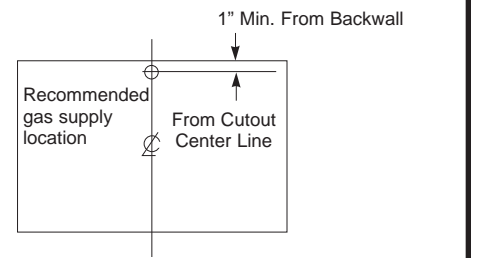 1" Min. From Backwall
Recommended
gas supply
location
From Cutout
Center Line
℄